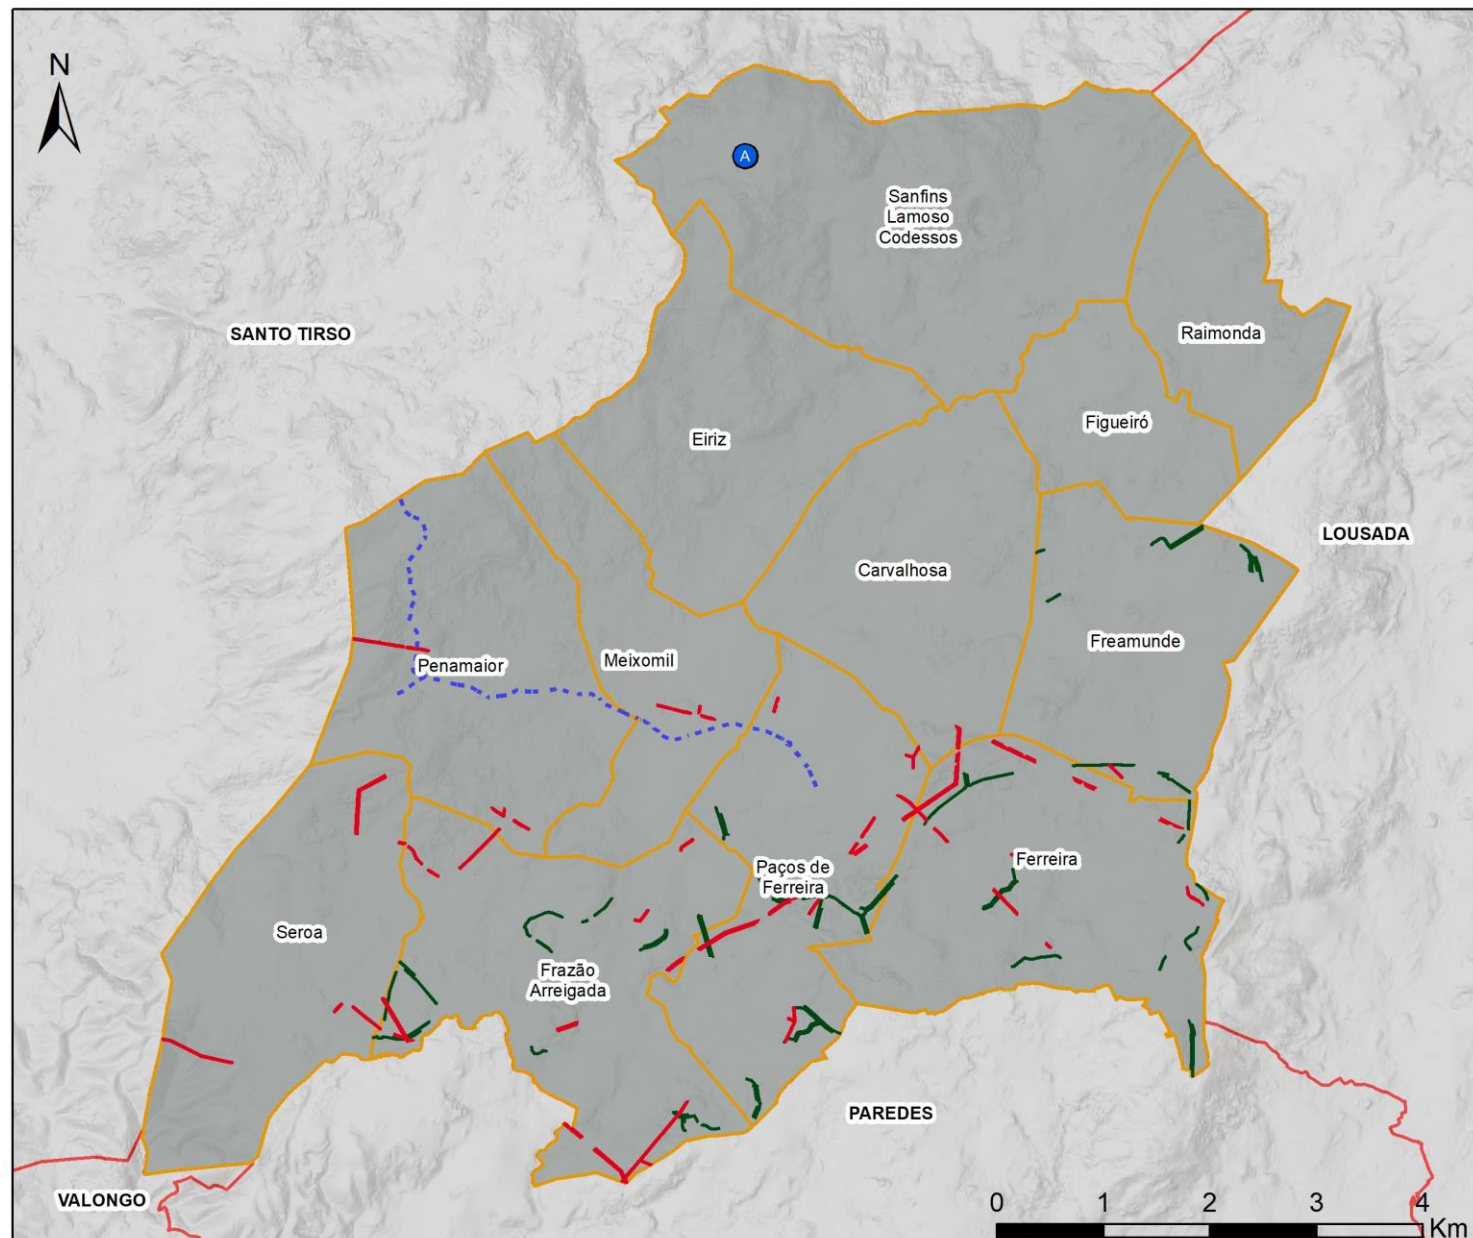 N
A
Sanfins
Lamoso
Codessos
SANTO TIRSO
Raimonda
Figueiró
Eiriz
LOUSADA
Carvalhosa
Freamunde
Meixomil
Penamaior
Paços de
Ferreira
Ferreira
Seroa
Frazão
Arreigada
PAREDES
VALONGO
0 1 2 3 4
Km